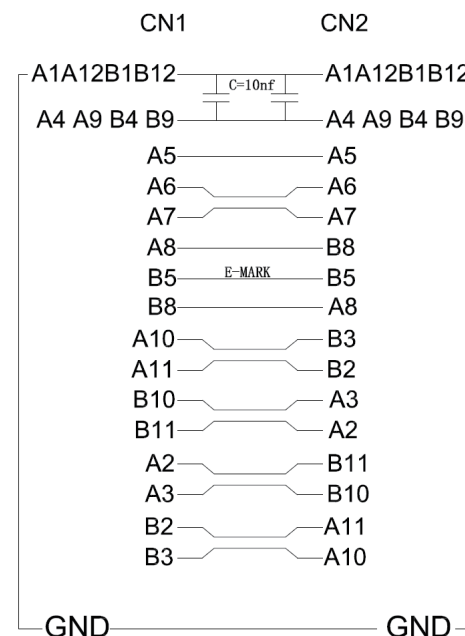 CN1 CN2
A1A12B1B12 C=10nf A1A12B1B12
A4 A9 B4 B9 A4 A9 B4 B9
A5 A5
A6 A6
A7 A7
A8 B8
B5 E-MARK B5
B8 A8
A10 B3
A11 B2
B10 A3
B11 A2
A2 B11
A3 B10
B2 A11
B3 A10
GND GND